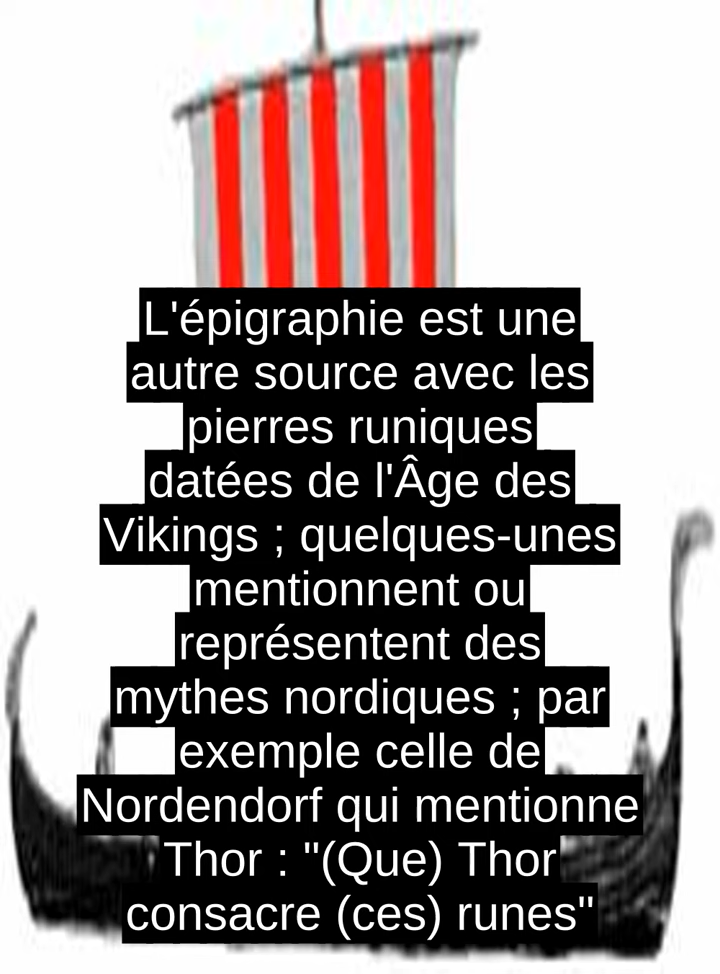 L'épigraphie est une
autre source avec les
pierres runiques
datées de l'Âge des
Vikings ; quelques-unes
mentionnent ou
représentent des
mythes nordiques ; par
exemple celle de
Nordendorf qui mentionne
Thor : "(Que) Thor
consacre (ces) runes"